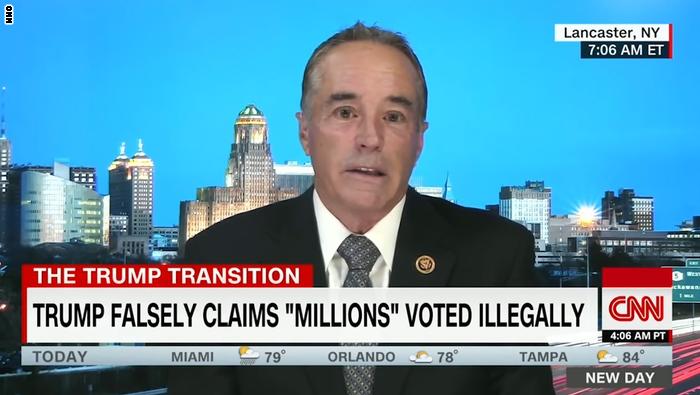 CNN
Lancaster, NY
7:06 AM ET
THE TRUMP TRANSITION
TRUMP FALSELY CLAIMS "MILLIONS" VOTED ILLEGALLY
CNN
4:06 AM PT
TODAY MIAMI 79° ORLANDO 78° TAMPA 84°
NEW DAY